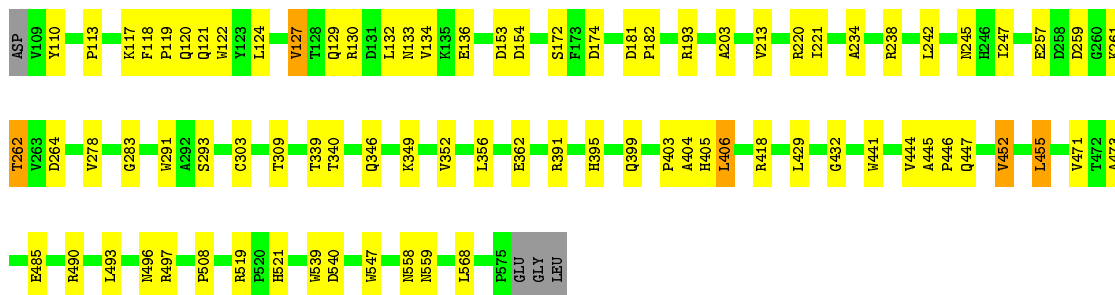 ASP V109 Y110 P113 K117 F118 P119 Q120 Q121 W122 Y123 L124 V127 T128 Q129 R130 D131 L132 N133 V134 K135 E136 D153 D154 S172 F173 D174 D181 P182 R193 A203 V213 R220 I221 A234 R238 L242 N245 H246 I247 E257 D258 D259 G260 K261
T262 V263 D264 V278 G283 W291 A292 S293 C303 T309 T339 T340 Q346 K349 V352 L356 E362 R391 H395 Q399 P403 A404 H405 L406 R418 L429 G432 W441 V444 A445 P446 Q447 V452 L455 V471 T472 A473
E485 R490 L493 N496 R497 P508 R519 P520 H521 W539 D540 W547 N558 N559 L568 P575 GLU GLY LEU